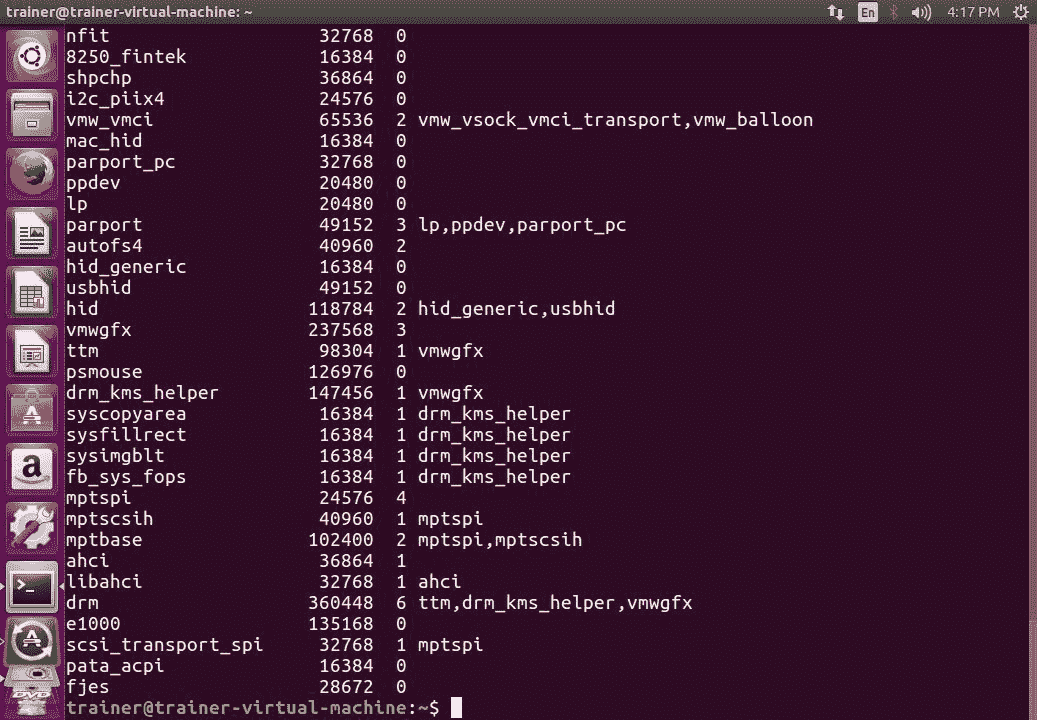 trainer@trainer-virtual-machine: ~ En 4:17 PM
nfit 32768 0
8250_fintek 16384 0
shpchp 36864 0
i2c_piix4 24576 0
vmw_vmci 65536 2 vmw_vsock_vmci_transport,vmw_balloon
mac_hid 16384 0
parport_pc 32768 0
ppdev 20480 0
lp 20480 0
parport 49152 3 lp,ppdev,parport_pc
autofs4 40960 2
hid_generic 16384 0
usbhid 49152 0
hid 118784 2 hid_generic,usbhid
vmwgfx 237568 3
ttm 98304 1 vmwgfx
psmouse 126976 0
drm_kms_helper 147456 1 vmwgfx
syscopyarea 16384 1 drm_kms_helper
sysfillrect 16384 1 drm_kms_helper
sysimgblt 16384 1 drm_kms_helper
fb_sys_fops 16384 1 drm_kms_helper
mptspi 24576 4
mptscsih 40960 1 mptspi
mptbase 102400 2 mptspi,mptscsih
ahci 36864 1
libahci 32768 1 ahci
drm 360448 6 ttm,drm_kms_helper,vmwgfx
e1000 135168 0
scsi_transport_spi 32768 1 mptspi
pata_acpi 16384 0
fjes 28672 0
trainer@trainer-virtual-machine:~$
a
>_
DVD